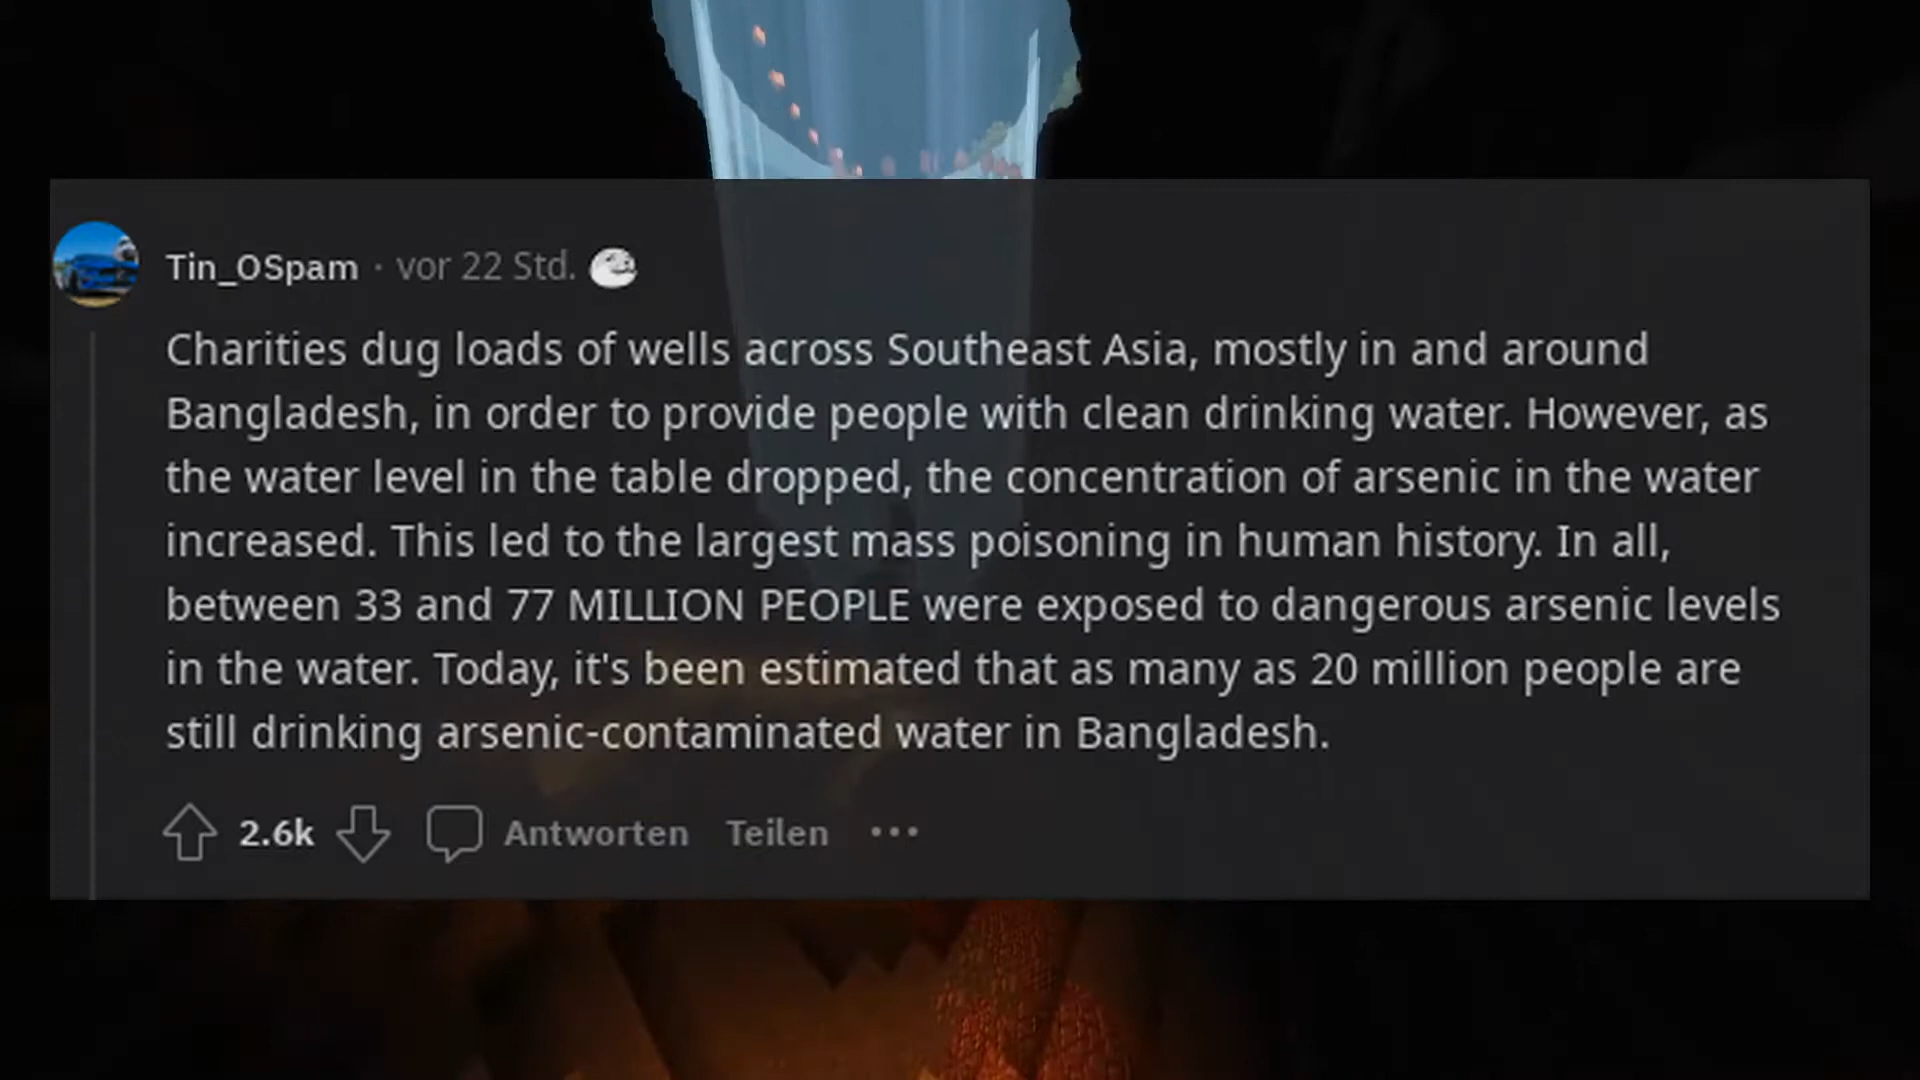 Tin_OSpam · vor 22 Std.
Charities dug loads of wells across Southeast Asia, mostly in and around
Bangladesh, in order to provide people with clean drinking water. However, as
the water level in the table dropped, the concentration of arsenic in the water
increased. This led to the largest mass poisoning in human history. In all,
between 33 and 77 MILLION PEOPLE were exposed to dangerous arsenic levels
in the water. Today, it's been estimated that as many as 20 million people are
still drinking arsenic-contaminated water in Bangladesh.
2.6k Antworten Teilen